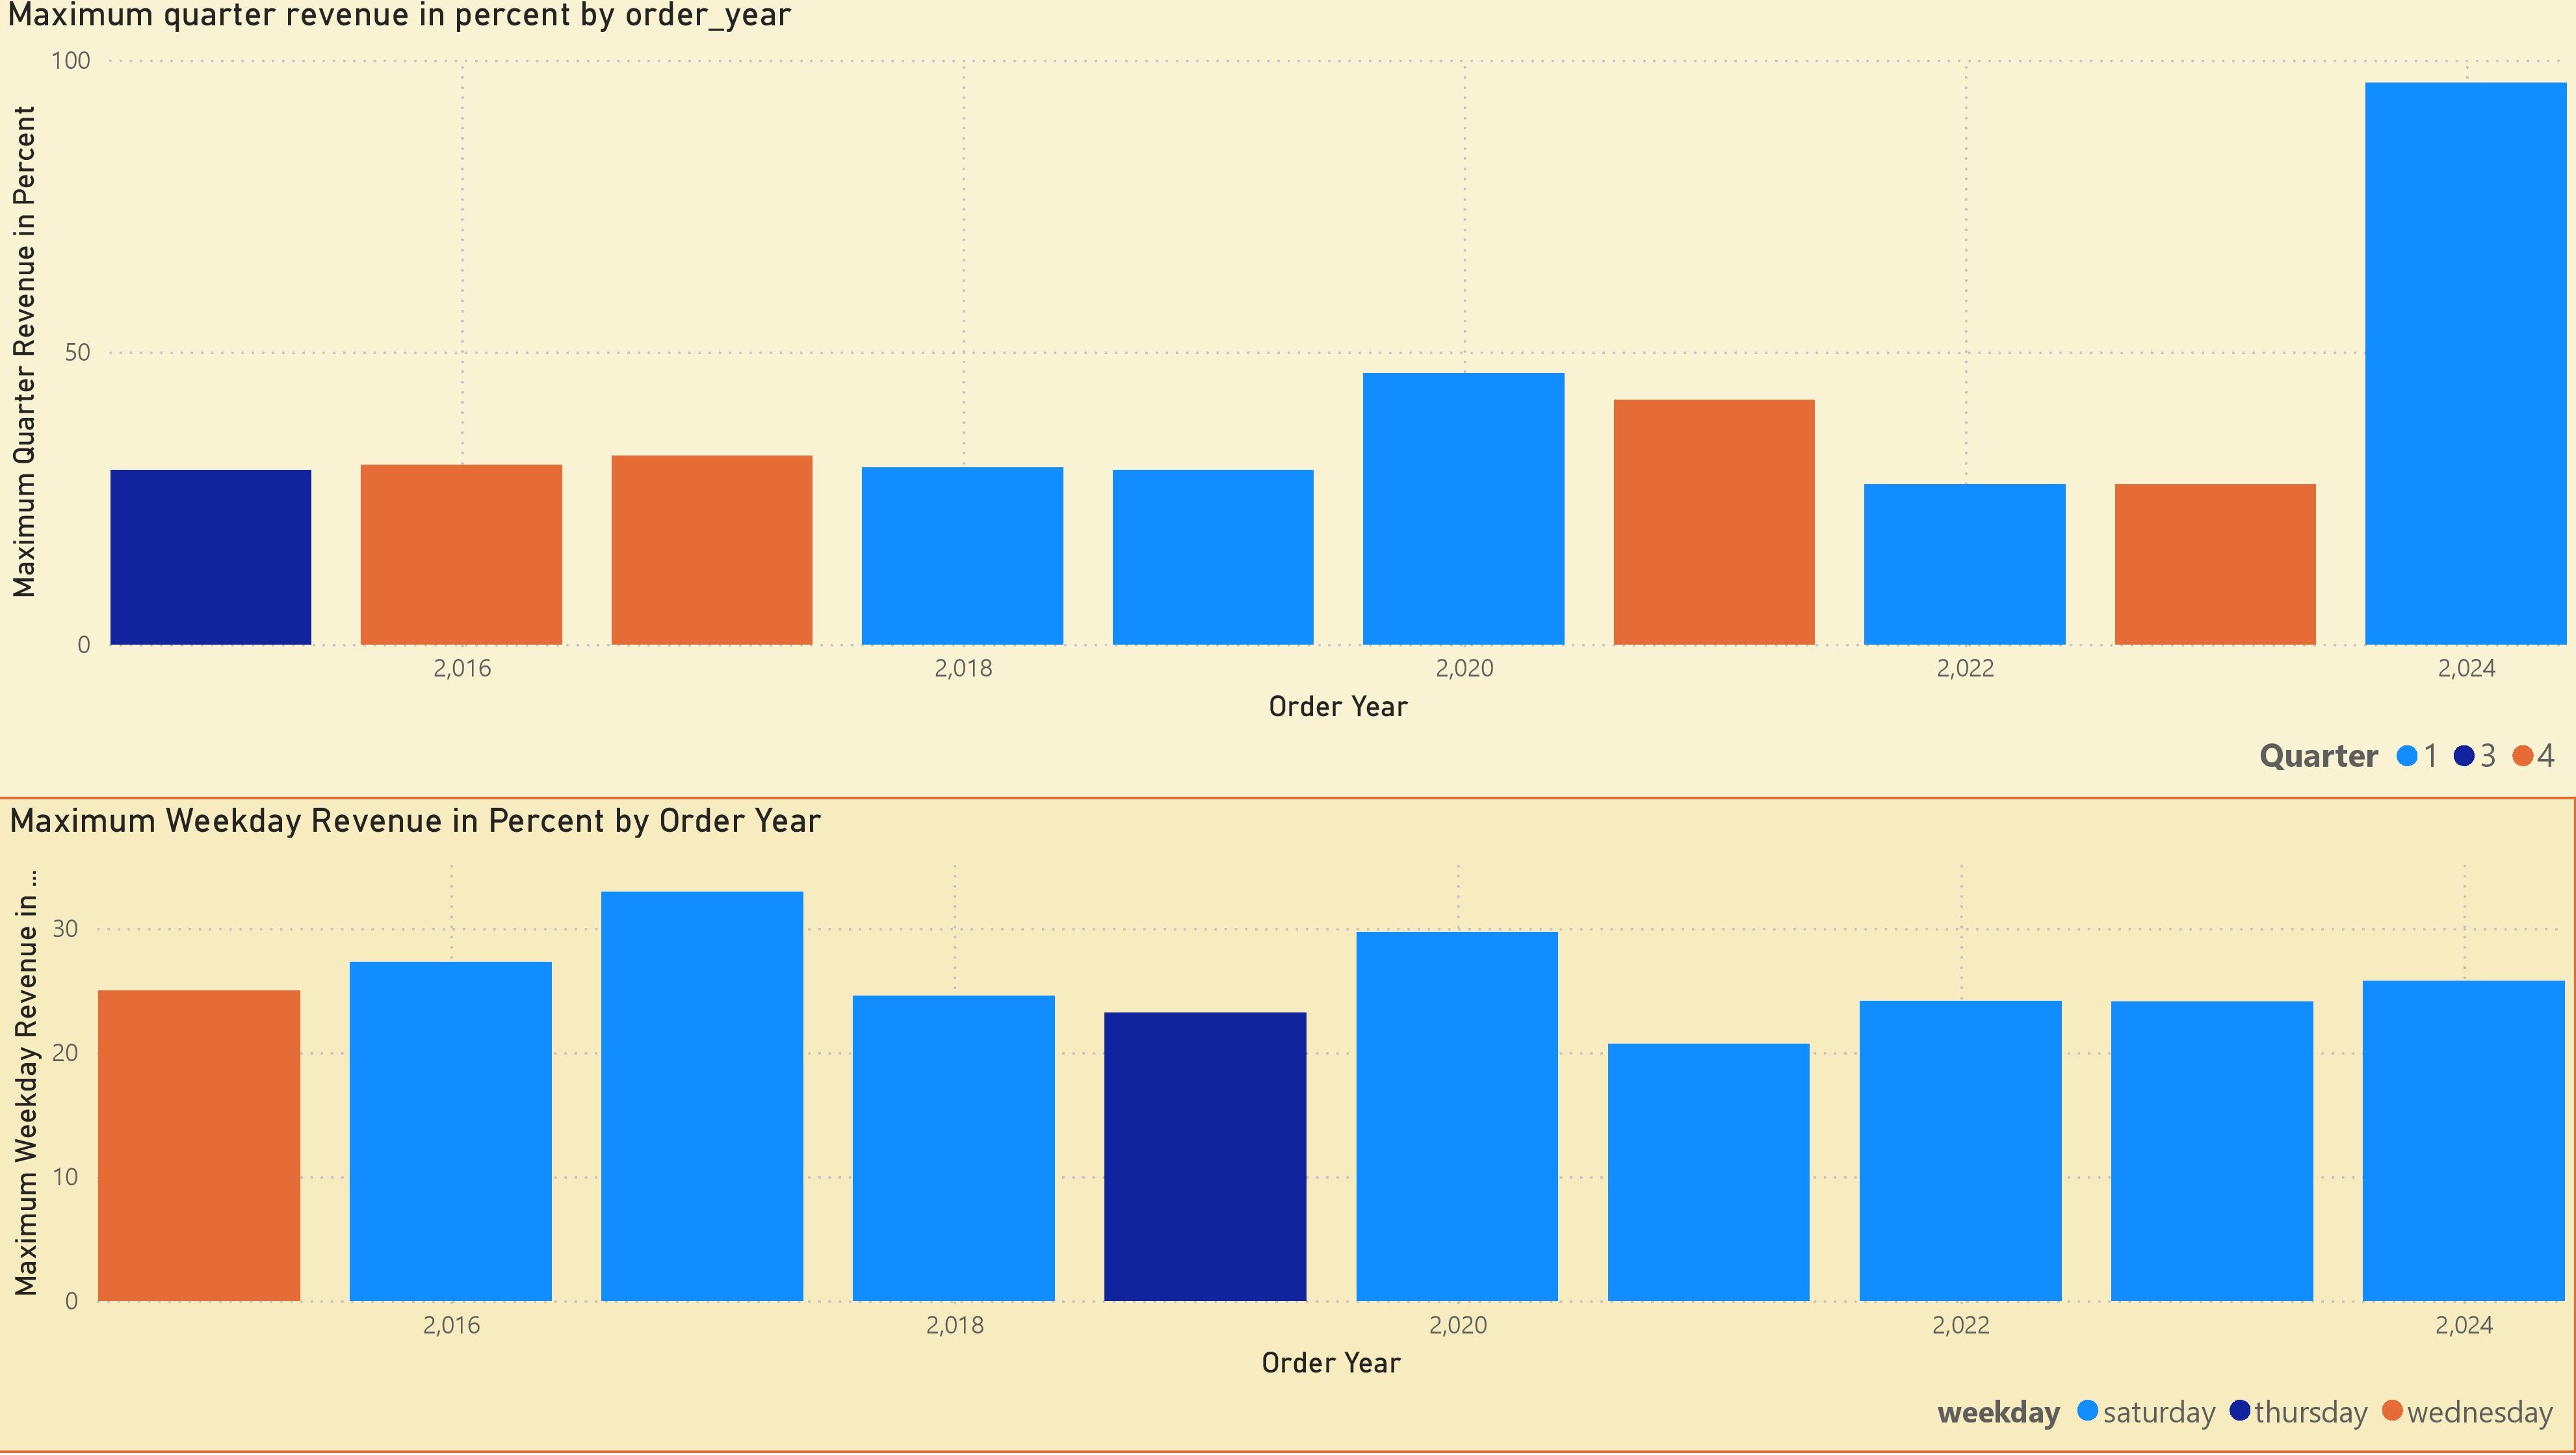 Maximum quarter revenue in percent by order_year
Maximum Quarter Revenue in Percent
100
50
0
2,016 2,018 2,020 2,022 2,024
Order Year
Quarter 1 3 4
Maximum Weekday Revenue in Percent by Order Year
Maximum Weekday Revenue in ...
30
20
10
0
2,016 2,018 2,020 2,022 2,024
Order Year
weekday saturday thursday wednesday